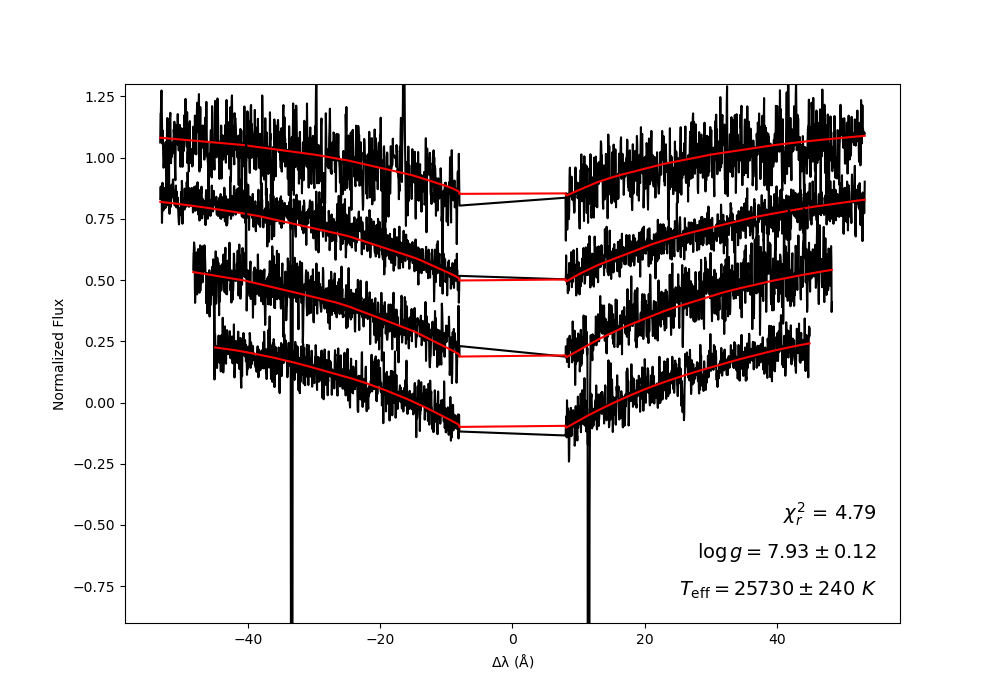 1.25
1.00
0.75
0.50
0.25
0.00
−0.25
−0.50
−0.75
Normalized Flux
χ²ᵣ = 4.79
log g = 7.93 ± 0.12
T_eff = 25730 ± 240 K
−40 −20 0 20 40
Δλ (Å)